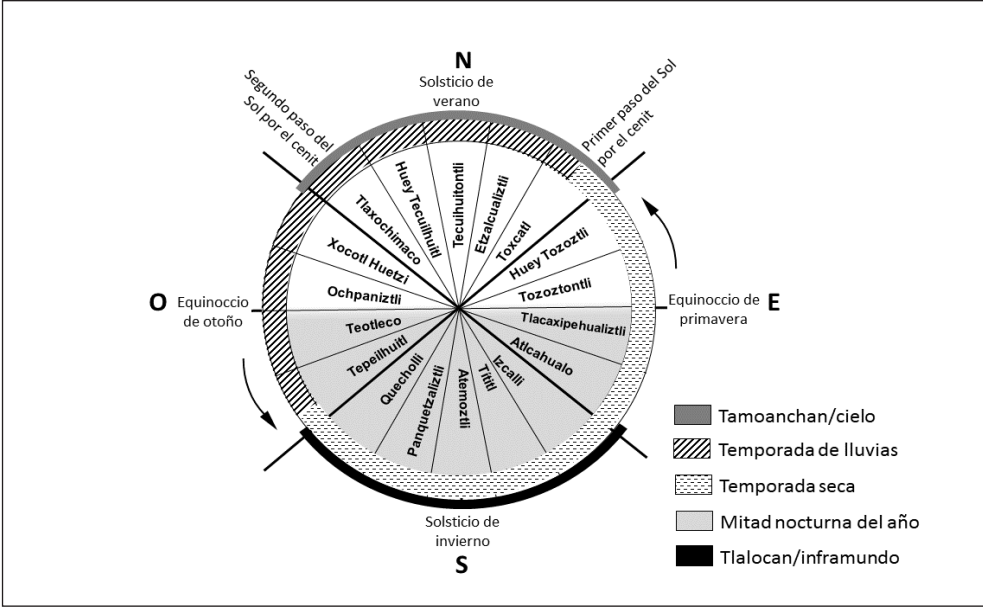 N
Solsticio de
verano
Segundo paso del
Sol por el cenit
Primer paso del Sol
por el cenit
Tlaxochimaco
Huey Tecuilhuitl
Tecuihuitontli
Etzalcualiztli
Toxcatl
Huey Tozoztli
Tozoztontli
Xocotl Huetzi
Ochpaniztli
O
Equinoccio
de otoño
Equinoccio de
primavera
E
Teotleco
Tepeilhuitl
Quecholli
Panquetzaliztli
Atemoztli
Tititl
Izcalli
Atlcahualo
Tlacaxipehualiztli
Solsticio de
invierno
S
Tamoanchan/cielo
Temporada de lluvias
Temporada seca
Mitad nocturna del año
Tlalocan/inframundo